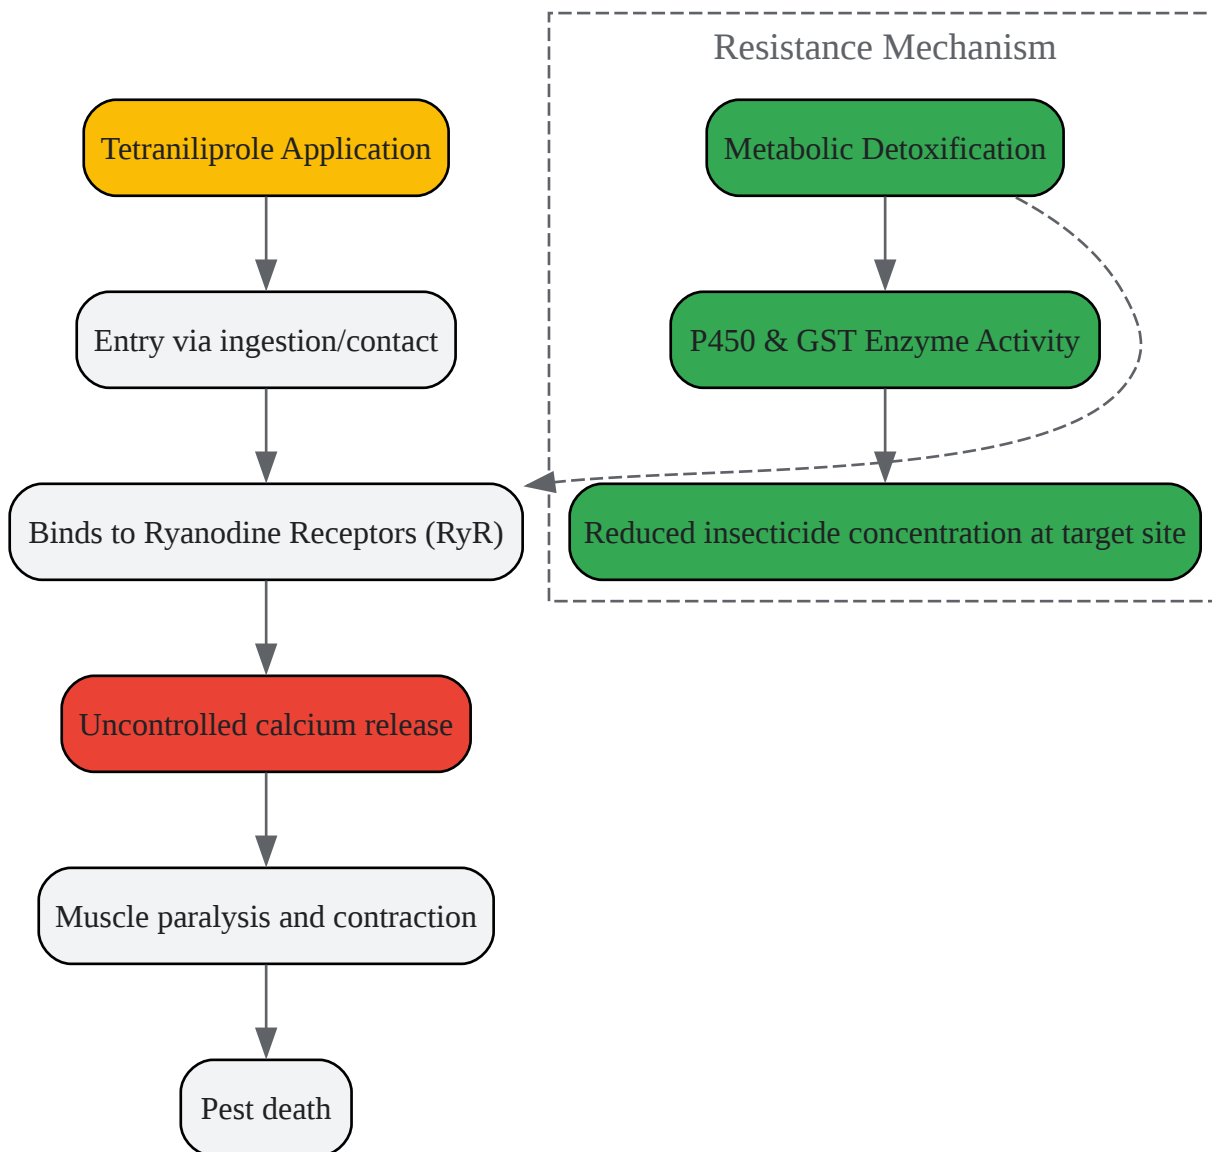 Resistance Mechanism
Tetraniliprole Application
Metabolic Detoxification
Entry via ingestion/contact
P450 & GST Enzyme Activity
Binds to Ryanodine Receptors (RyR)
Reduced insecticide concentration at target site
Uncontrolled calcium release
Muscle paralysis and contraction
Pest death